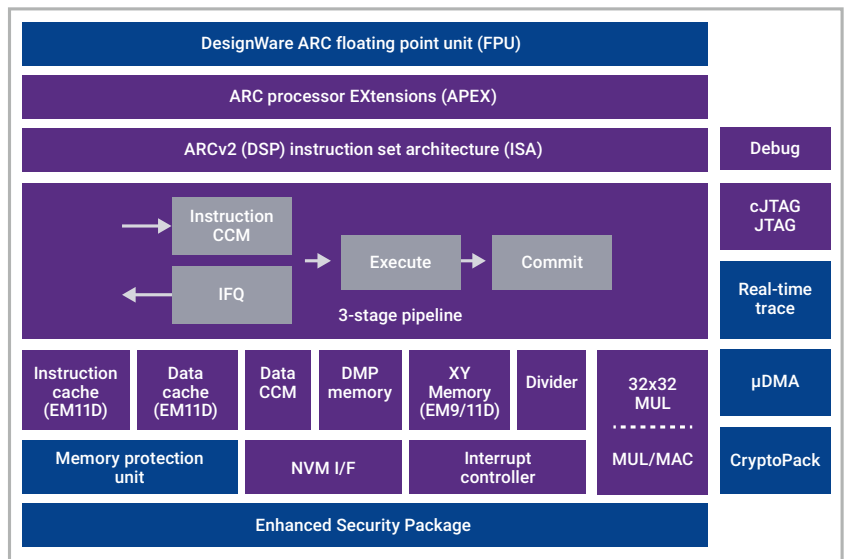 DesignWare ARC floating point unit (FPU)
ARC processor EXtensions (APEX)
ARCv2 (DSP) instruction set architecture (ISA)
Debug
Instruction
CCM
IFQ
Execute
Commit
3-stage pipeline
cJTAG
JTAG
Real-time
trace
Instruction
cache
(EM11D)
Data
cache
(EM11D)
Data
CCM
DMP
memory
XY
Memory
(EM9/11D)
Divider
32x32
MUL
MUL/MAC
µDMA
Memory protection
unit
NVM I/F
Interrupt
controller
CryptoPack
Enhanced Security Package